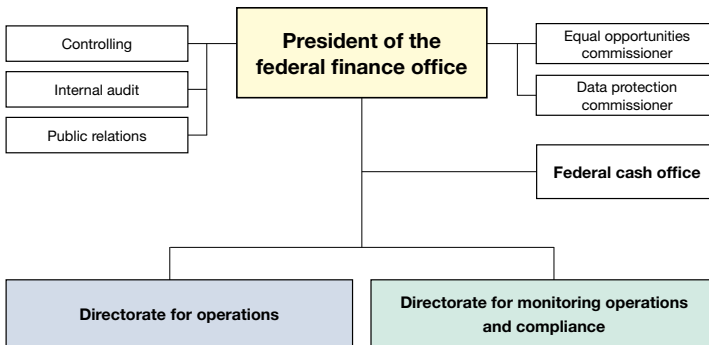 President of the
federal finance office
Controlling
Internal audit
Public relations
Equal opportunities
commissioner
Data protection
commissioner
Federal cash office
Directorate for operations
Directorate for monitoring operations
and compliance